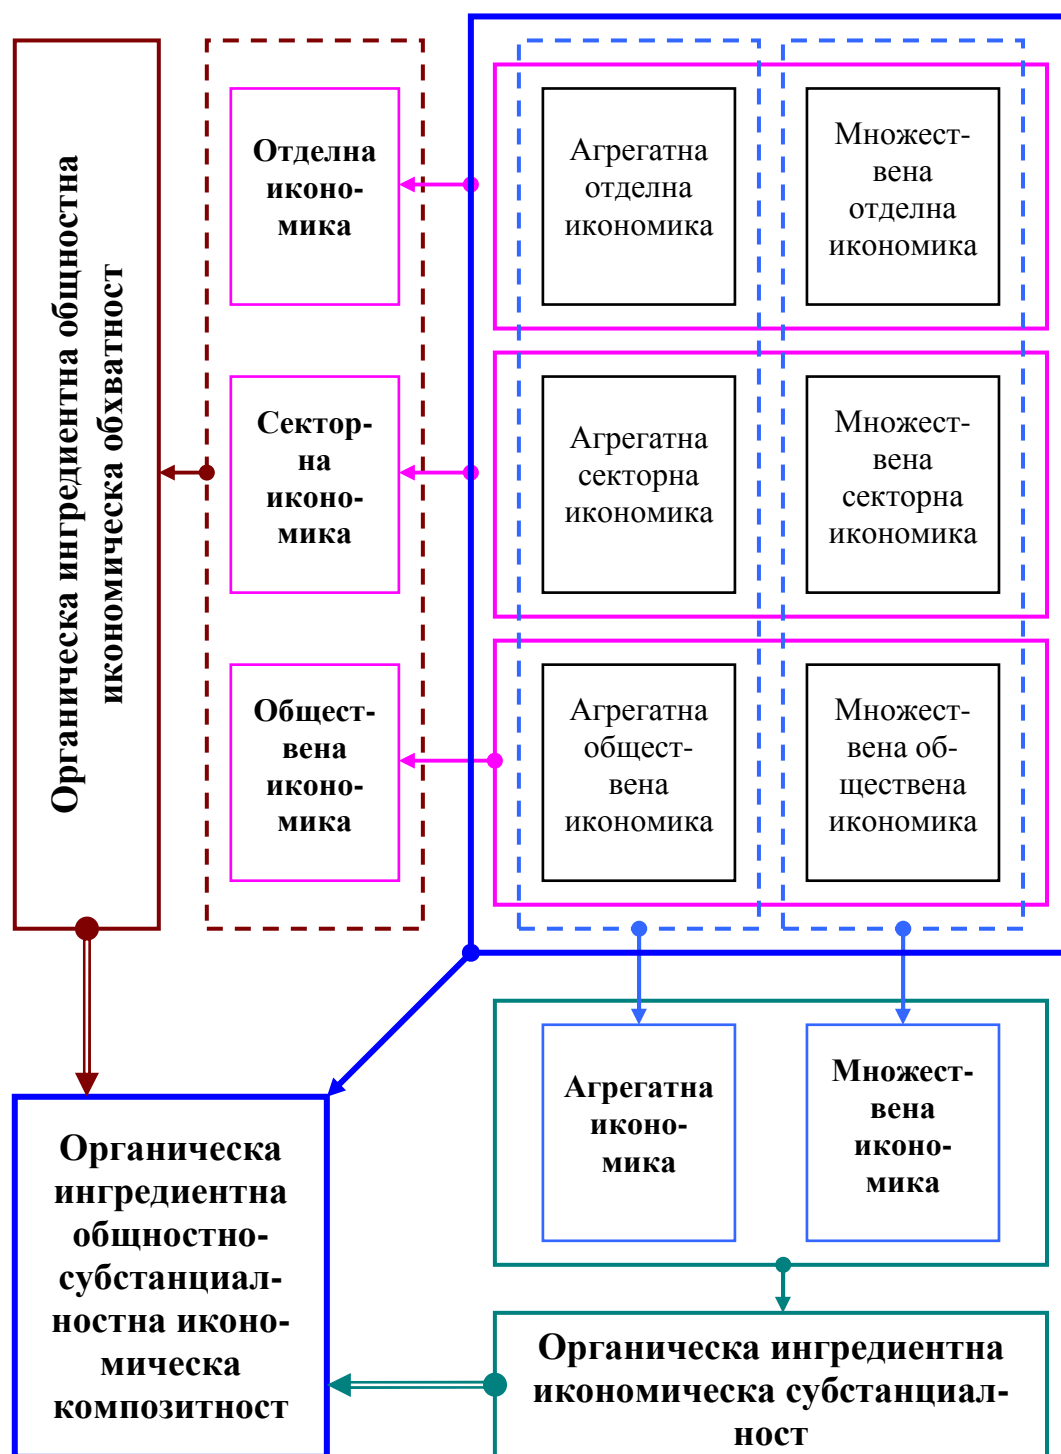 Органическа ингредиентна общностна
икономическа обхватност
Отделна
иконо-
мика
Агрегатна
отделна
икономика
Множест-
вена
отделна
икономика
Сектор-
на
иконо-
мика
Агрегатна
секторна
икономика
Множест-
вена
секторна
икономика
Общест-
вена
иконо-
мика
Агрегатна
общест-
вена
икономика
Множест-
вена об-
ществена
икономика
Агрегатна
иконо-
мика
Множест-
вена
иконо-
мика
Органическа
ингредиентна
общностно-
субстанциал-
ностна иконо-
мическа
композитност
Органическа ингредиентна
икономическа субстанциал-
ност